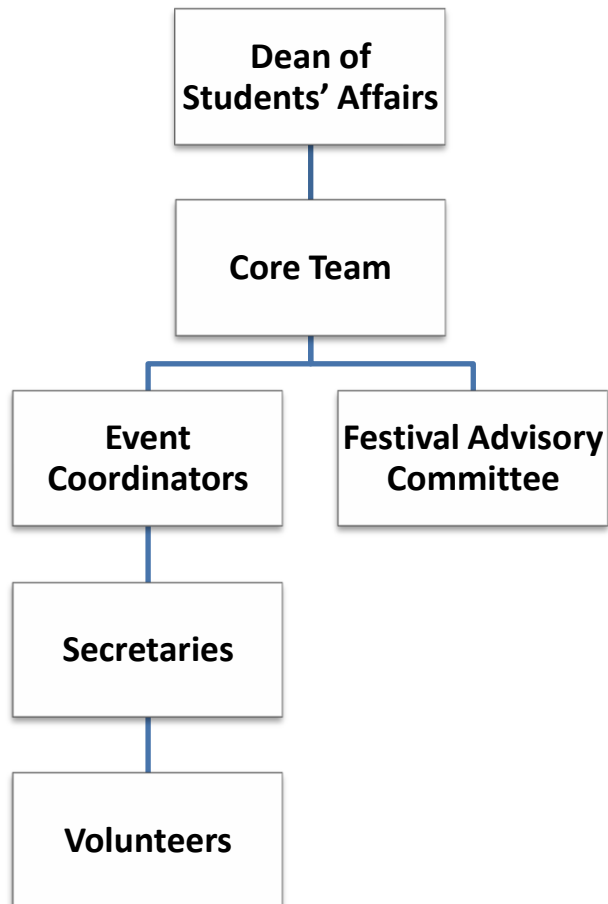 Dean of
Students’ Affairs
Core Team
Event
Coordinators
Festival Advisory
Committee
Secretaries
Volunteers